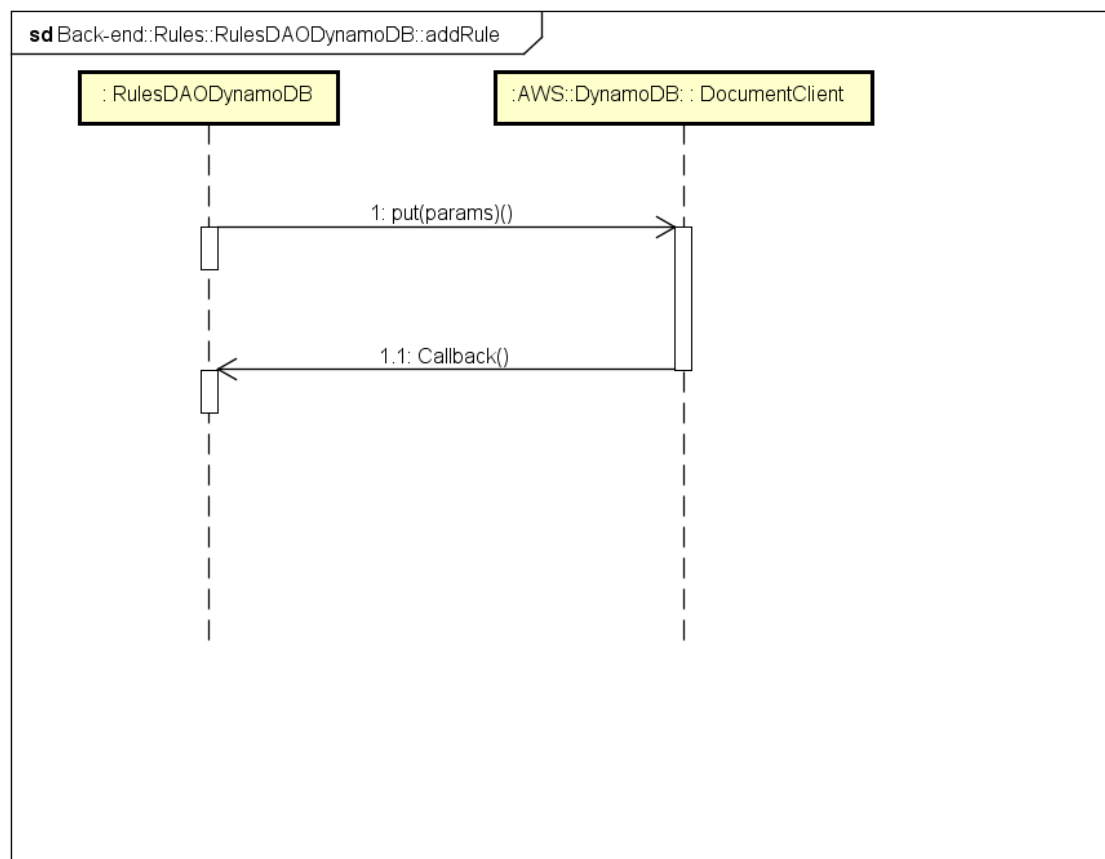 sd Back-end::Rules::RulesDAODynamoDB::addRule
: RulesDAODynamoDB
:AWS::DynamoDB: : DocumentClient
1: put(params)()
1.1: Callback()